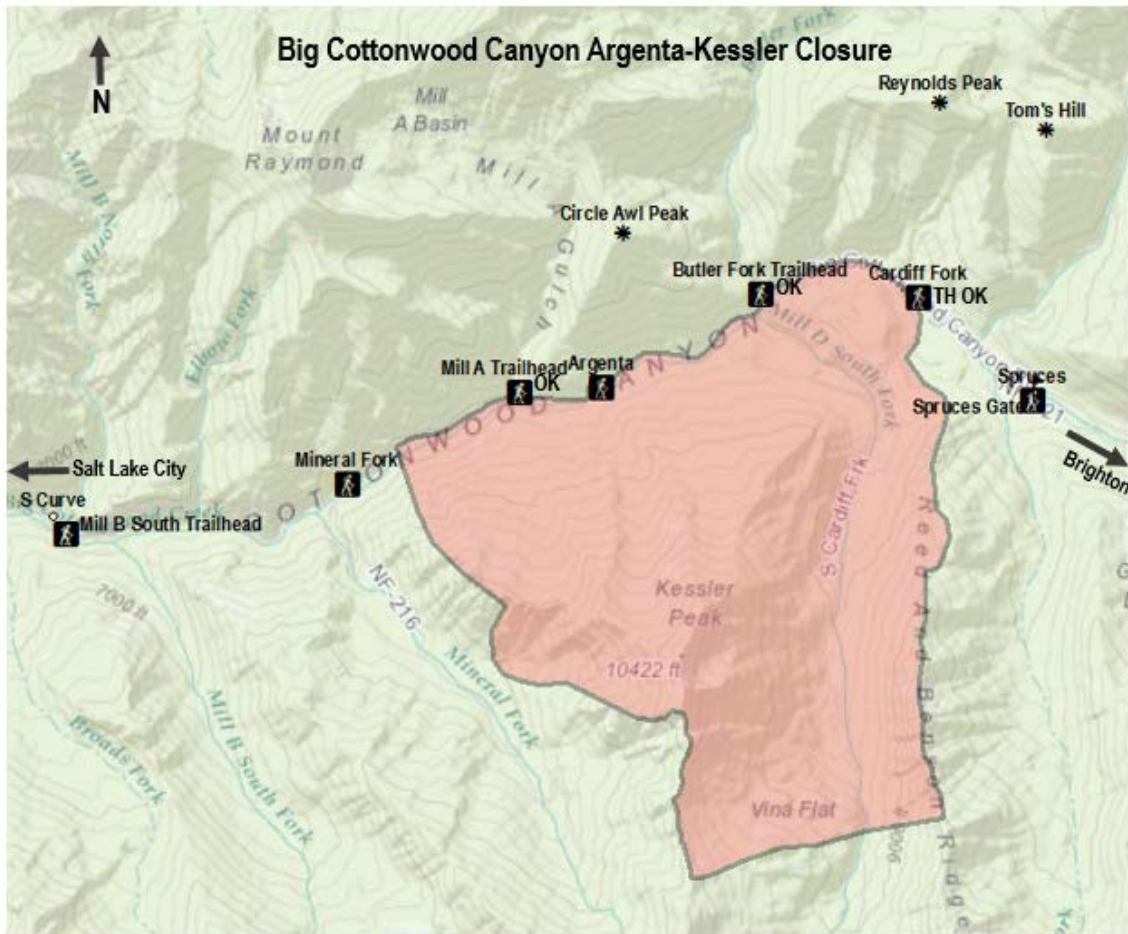 Big Cottonwood Canyon Argenta-Kessler Closure
N
Reynolds Peak
Tom's Hill
Mill
A Basin
Mount
Raymond
Mill A Gulch
Mill B North Fork
Circle Awl Peak
Butler Fork Trailhead
OK
Cardiff Fork
TH OK
Elbow Fork
Mill D South Fork
Mill A Trailhead
OK
Argenta
Spruces
Spruces Gate
Brighton
Mineral Fork
Salt Lake City
S Curve
Mill B South Trailhead
7000 ft
NF-216
Kessler
Peak
10422 ft
S Cardiff Frk
Reed And Benson Ridge
Mineral Fork
Mill B South Fork
Broads Fork
Vina Flat